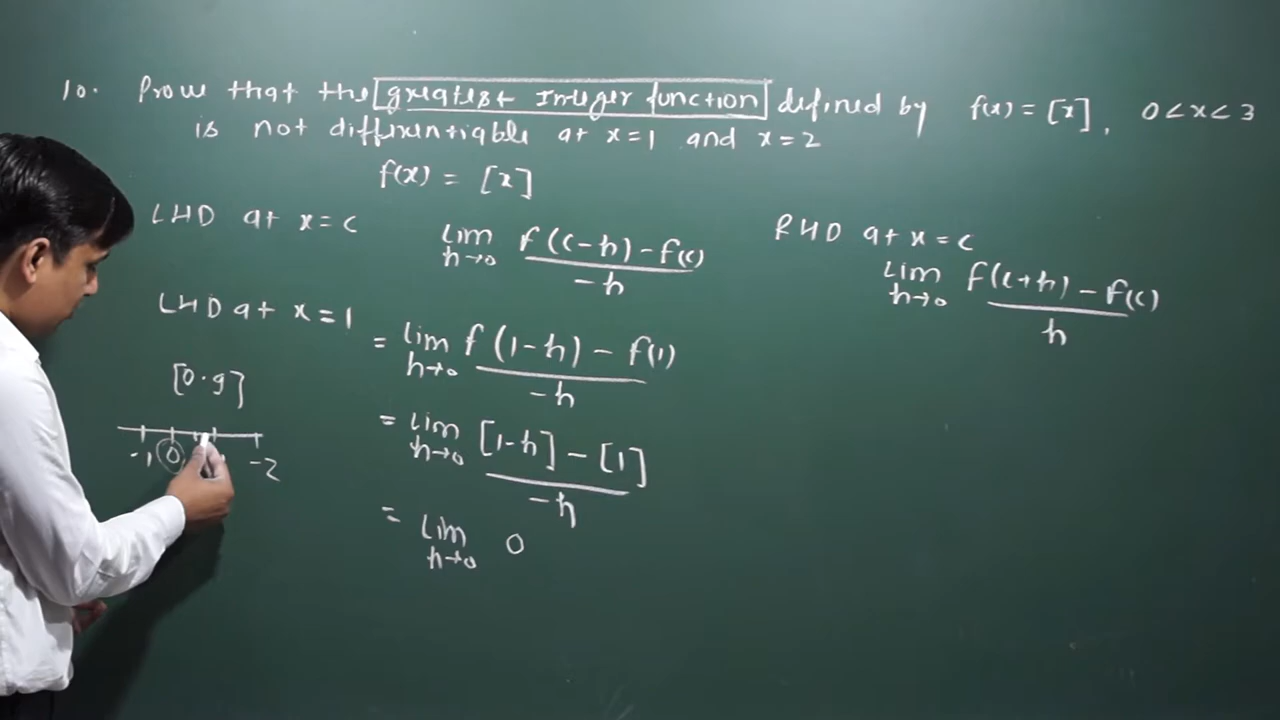 10. Prove that the greatest Integer function defined by f(x) = [x], 0 < x < 3
is not differentiable at x=1 and x=2
f(x) = [x]
LHD at x=c
lim h→0 f(c-h) - f(c) / -h
RHD at x=c
lim h→0 f(c+h) - f(c) / h
LHD at x=1
= lim h→0 f(1-h) - f(1) / -h
[0.9]
-1 0 -2
= lim h→0 [1-h] - [1] / -h
= lim h→0 0